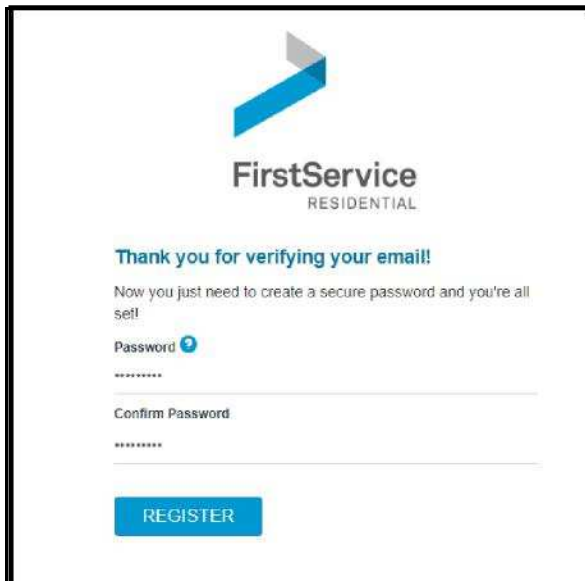 FirstService
RESIDENTIAL
Thank you for verifying your email!
Now you just need to create a secure password and you're all
set!
Password ?
•••••••••
Confirm Password
•••••••••
REGISTER